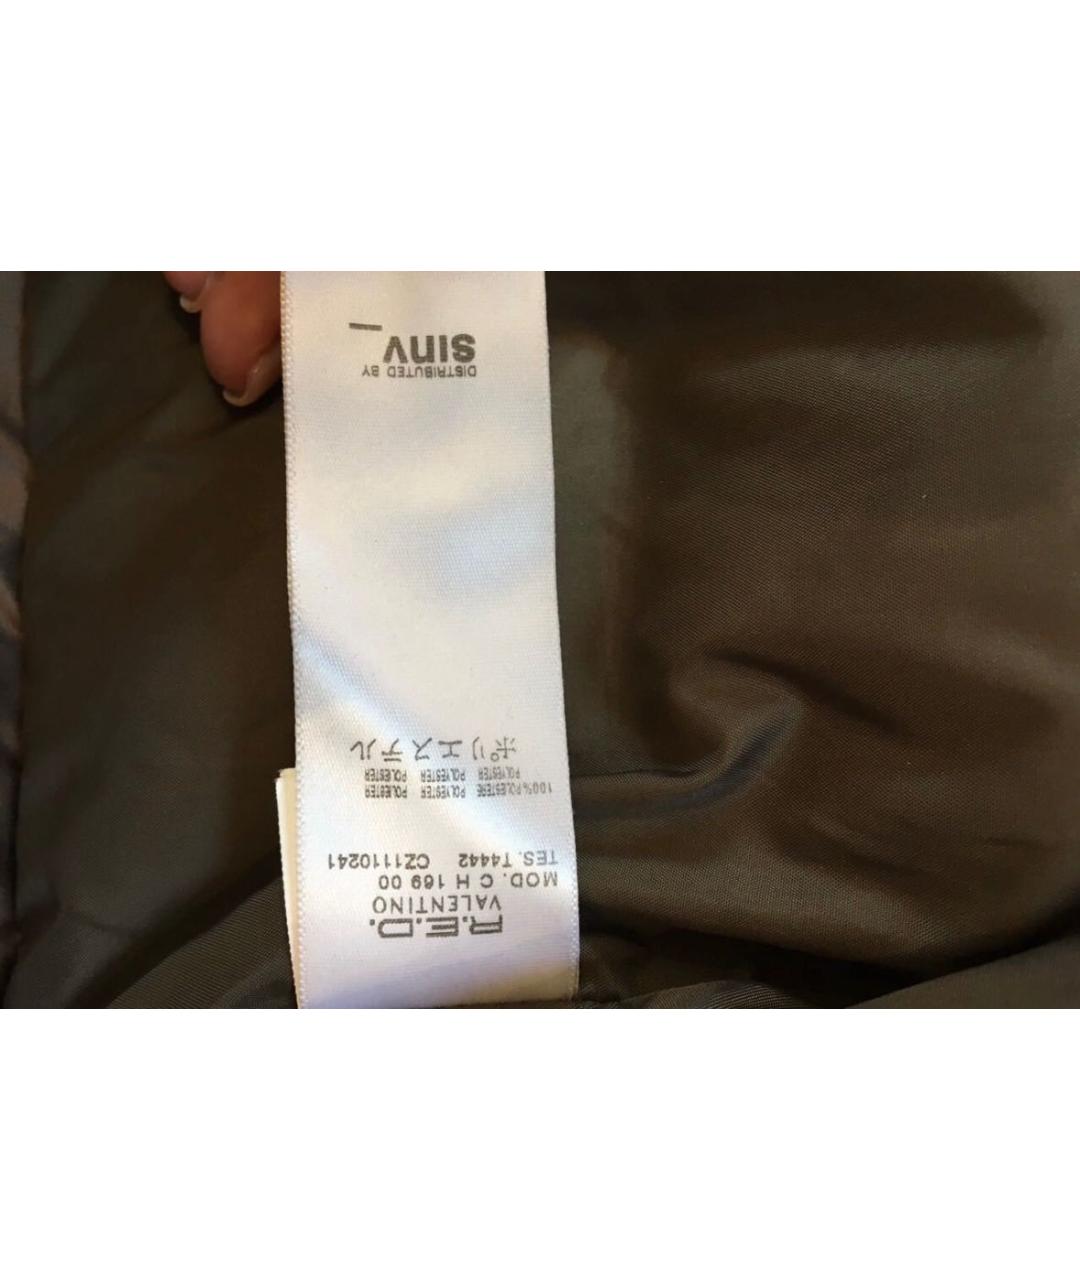 R.E.D.
VALENTINO
MOD. C H 169 00
TES. T4442 CZ1110241
100%POLIESTERE POLYESTER POLIESTER
POLYESTER POLYESTER POLIESTER
ポリエステル
DISTRIBUTED BY
sinv_